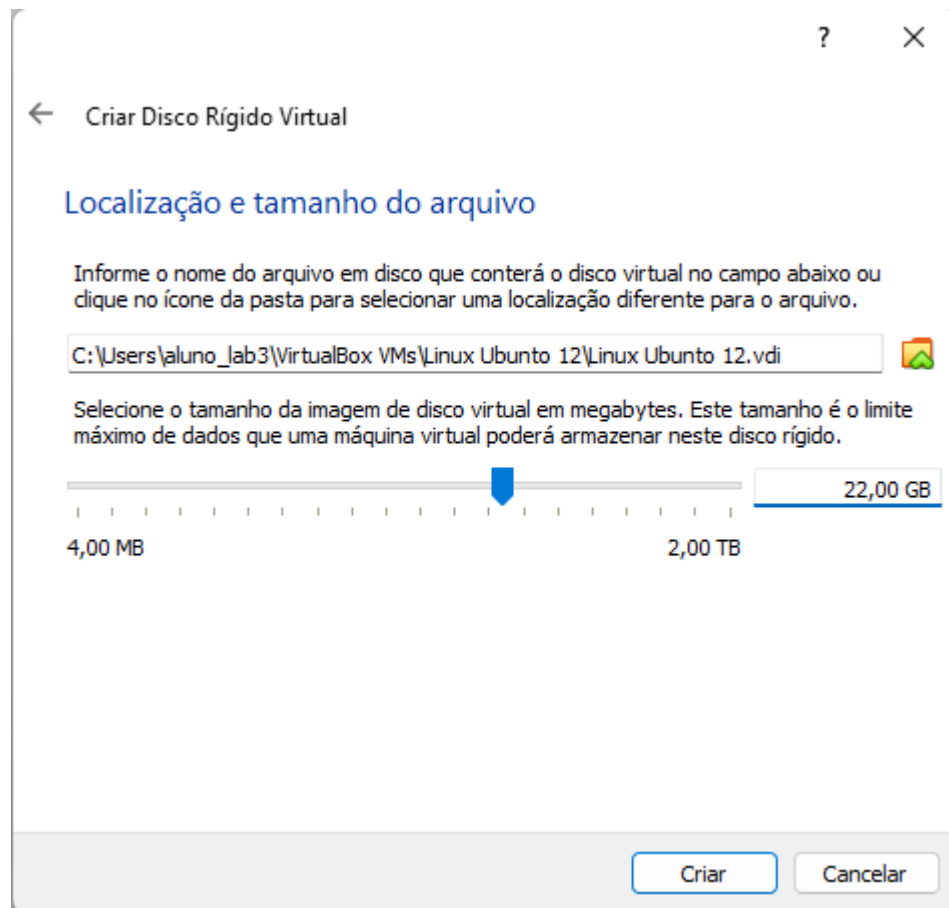 ?
Criar Disco Rígido Virtual
Localização e tamanho do arquivo
Informe o nome do arquivo em disco que conterá o disco virtual no campo abaixo ou
clique no ícone da pasta para selecionar uma localização diferente para o arquivo.
C:\Users\aluno_lab3\VirtualBox VMs\Linux Ubunto 12\Linux Ubunto 12.vdi
Selecione o tamanho da imagem de disco virtual em megabytes. Este tamanho é o limite
máximo de dados que uma máquina virtual poderá armazenar neste disco rígido.
22,00 GB
4,00 MB 2,00 TB
Criar Cancelar